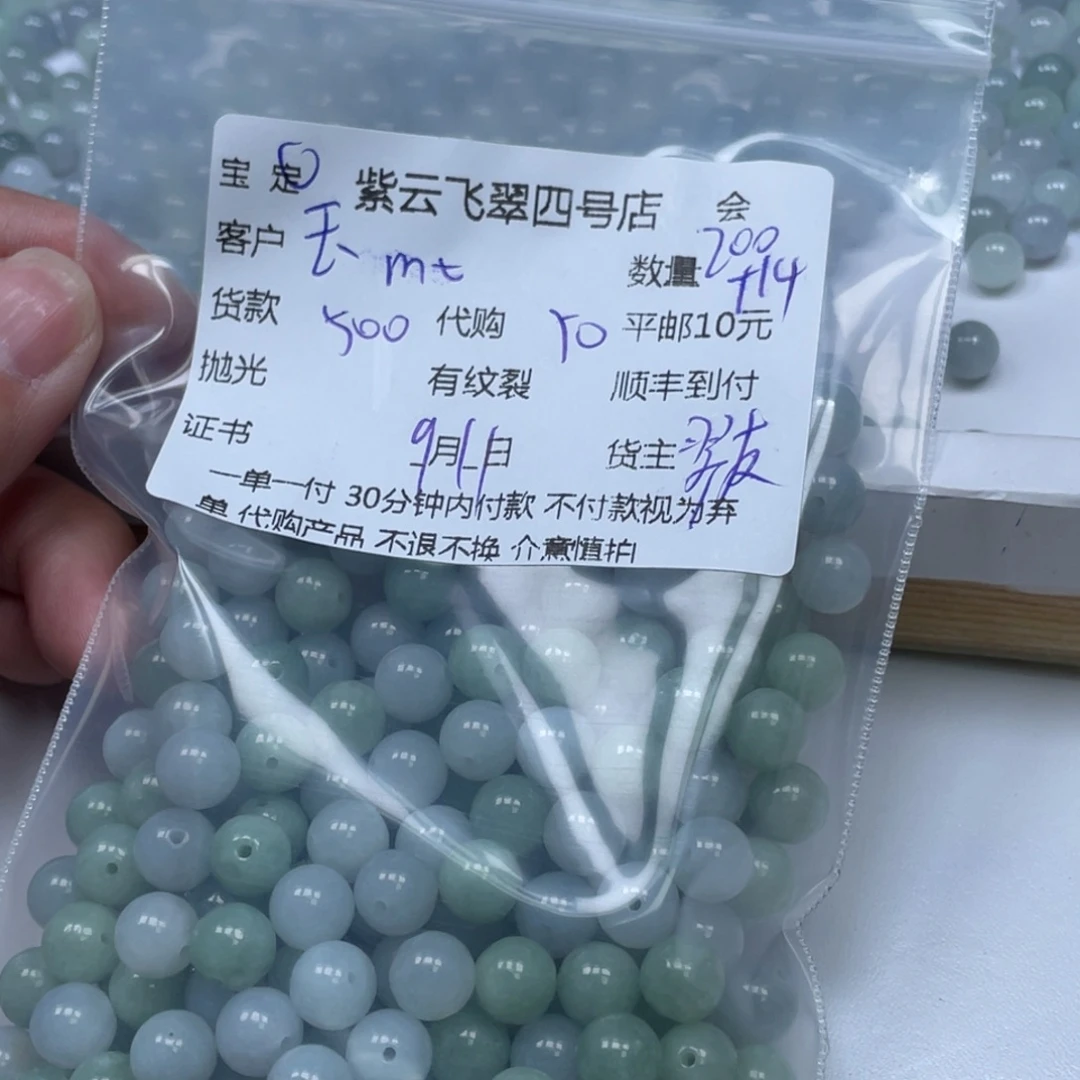 宝 定 紫云飞翠四号店 会
客户 mt 数量 200 +14
货款 500 代购 50 平邮10元
抛光 有纹裂 顺丰到付
证书 9月11日 货主
一单一付 30分钟内付款 不付款视为弃
单 代购产品 不退不换 介意慎拍